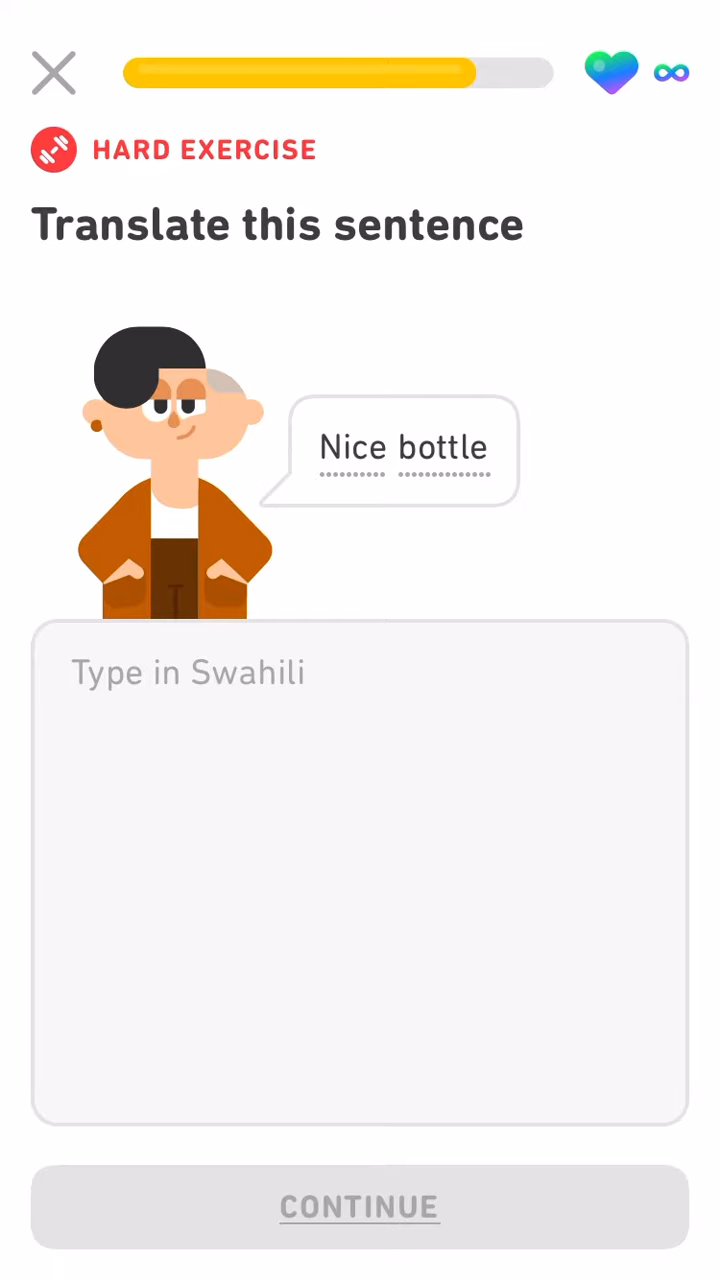 HARD EXERCISE
Translate this sentence
Nice bottle
Type in Swahili
CONTINUE